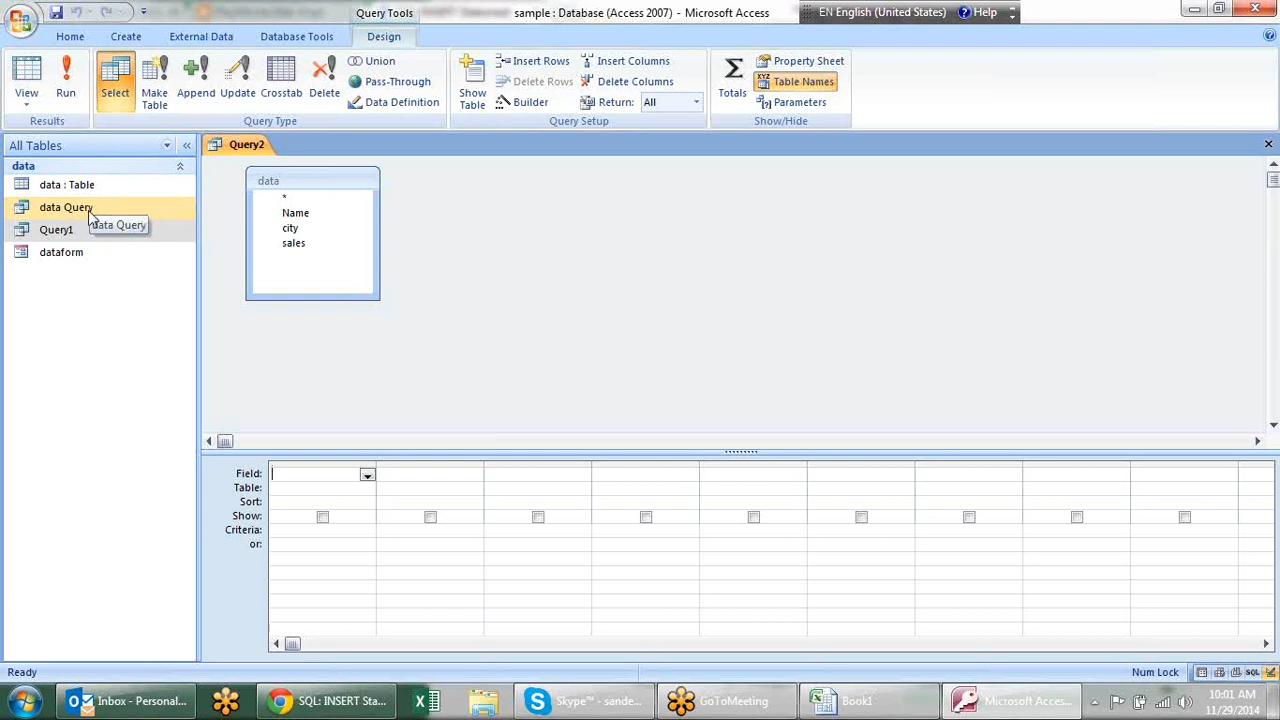 Query Tools
sample : Database (Access 2007) - Microsoft Access
EN English (United States)
Help
Home
Create
External Data
Database Tools
Design
View
Run
Select
Make Table
Append
Update
Crosstab
Delete
Union
Pass-Through
Data Definition
Show Table
Insert Rows
Delete Rows
Builder
Insert Columns
Delete Columns
Return: All
Σ
Totals
Property Sheet
XYZ
Table Names
Parameters
Results
Query Type
Query Setup
Show/Hide
All Tables
data
data : Table
data Query
data Query
Query1
dataform
Query2
data
*
Name
city
sales
Field:
Table:
Sort:
Show:
Criteria:
or:
Ready
Num Lock
SQL
Inbox - Personal...
SQL: INSERT Sta...
Skype™ - sande...
GoToMeeting
Book1
Microsoft Acces...
10:01 AM
11/29/2014